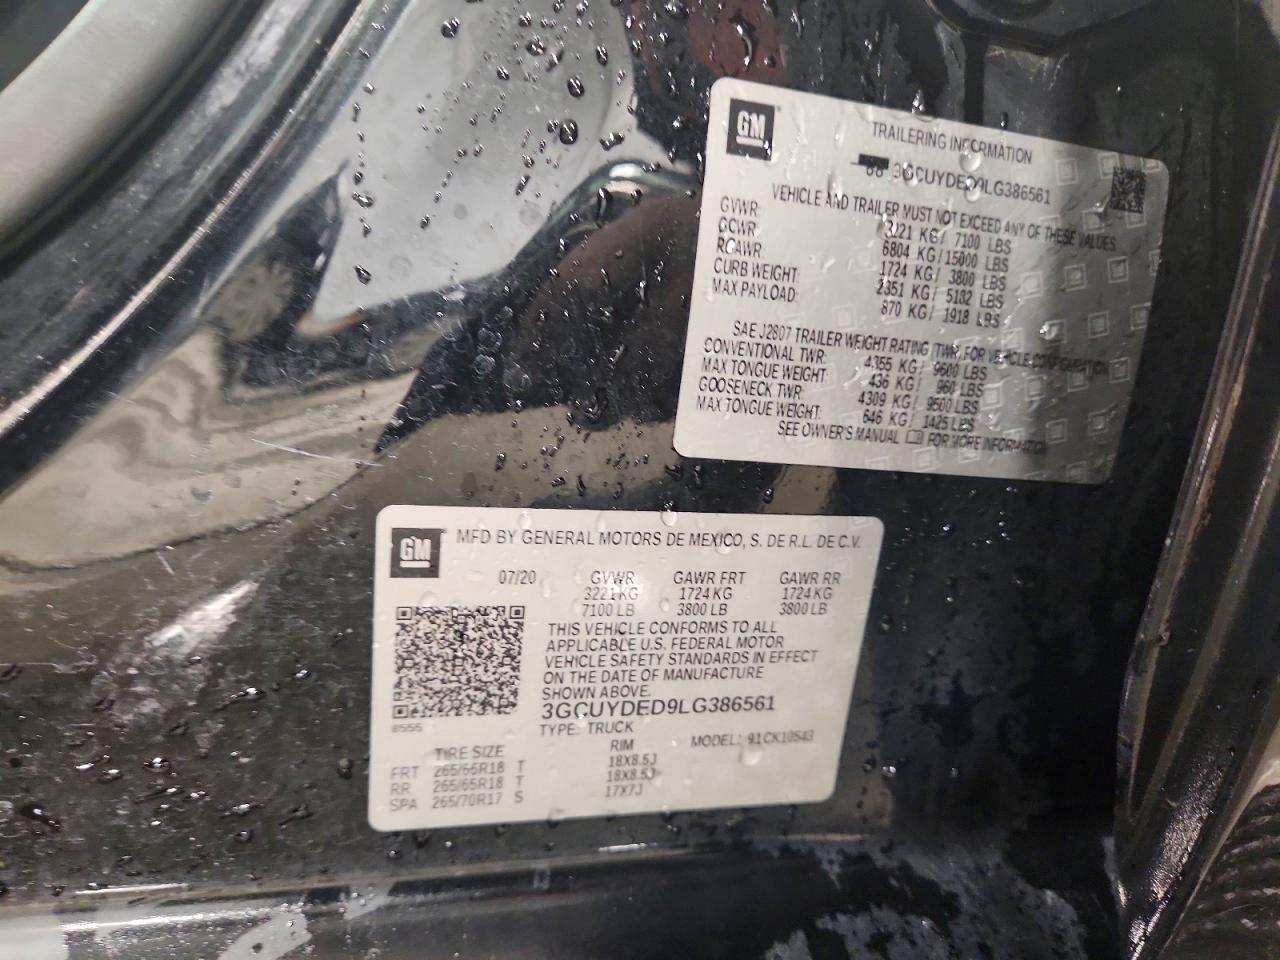 GM
TRAILERING INFORMATION
3GCUYDED9LG386561
VEHICLE AND TRAILER MUST NOT EXCEED ANY OF THESE VALUES
GVWR: 3221 KG/ 7100 LBS
GCWR: 6804 KG/15000 LBS
RGAWR: 1724 KG/ 3800 LBS
CURB WEIGHT: 2351 KG/ 5182 LBS
MAX PAYLOAD: 870 KG/ 1918 LBS
SAE J2807 TRAILER WEIGHT RATING (TWR) FOR VEHICLE CONFIGURATION
CONVENTIONAL TWR: 4355 KG/ 9600 LBS
MAX TONGUE WEIGHT: 436 KG/ 960 LBS
GOOSENECK TWR: 4309 KG/ 9500 LBS
MAX TONGUE WEIGHT: 646 KG/ 1425 LBS
SEE OWNER'S MANUAL FOR MORE INFORMATION
GM
MFD BY GENERAL MOTORS DE MEXICO, S. DE R.L. DE C.V.
07/20 GVWR GAWR FRT GAWR RR
3221 KG 1724 KG 1724 KG
7100 LB 3800 LB 3800 LB
THIS VEHICLE CONFORMS TO ALL
APPLICABLE U.S. FEDERAL MOTOR
VEHICLE SAFETY STANDARDS IN EFFECT
ON THE DATE OF MANUFACTURE
SHOWN ABOVE.
3GCUYDED9LG386561
8555
TYPE: TRUCK
MODEL: 91CK10543
TIRE SIZE RIM
FRT 265/65R18 T 18X8.5J
RR 265/65R18 T 18X8.5J
SPA 265/70R17 S 17X7J